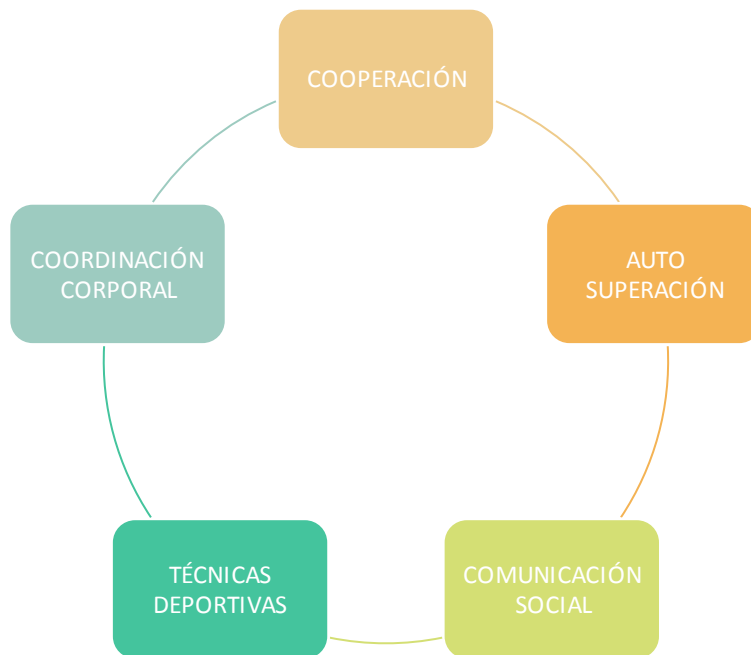 COOPERACIÓN
AUTO
SUPERACIÓN
COMUNICACIÓN
SOCIAL
TÉCNICAS
DEPORTIVAS
COORDINACIÓN
CORPORAL